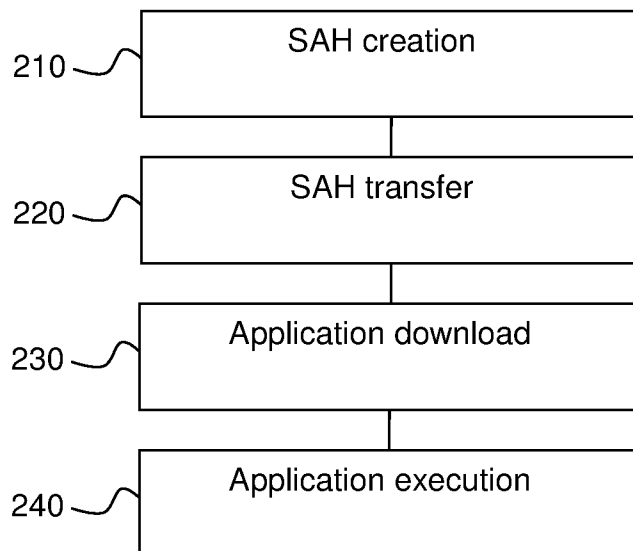 SAH creation
210
SAH transfer
220
Application download
230
Application execution
240